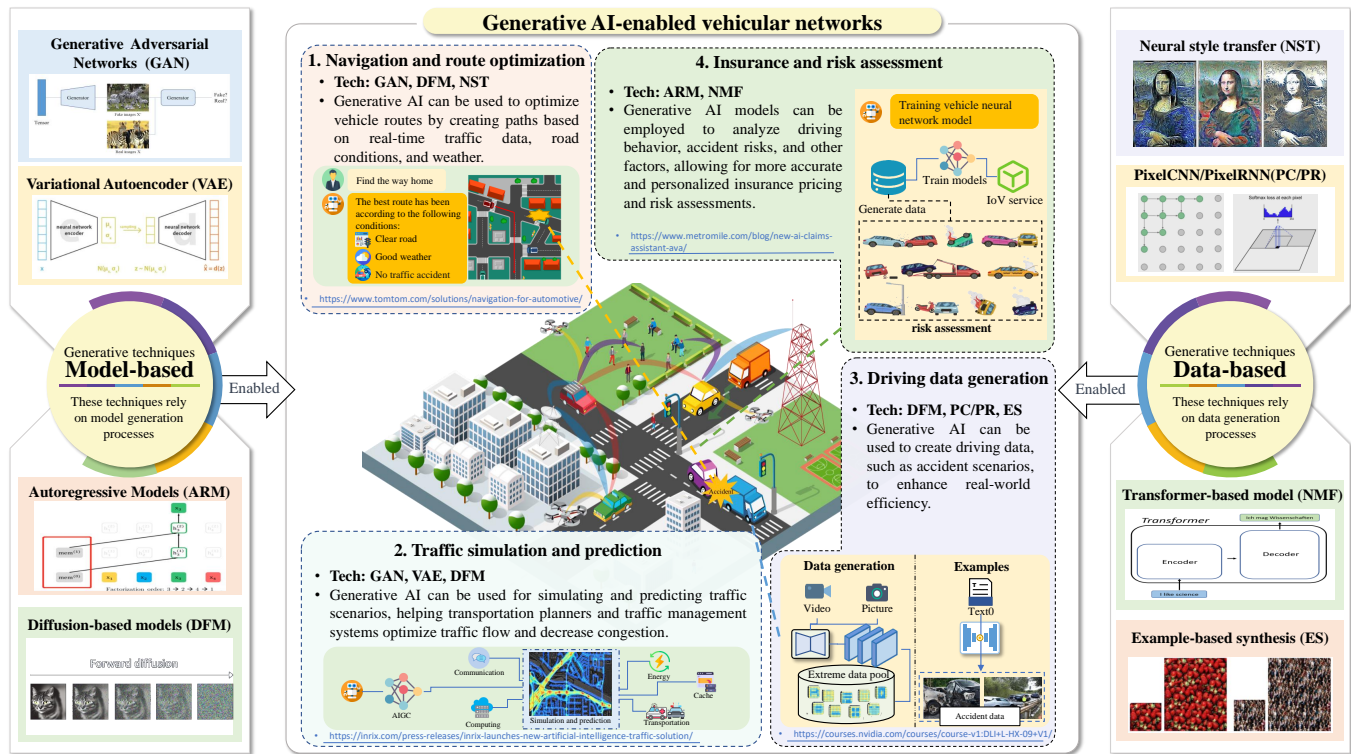 Generative AI-enabled vehicular networks
Generative Adversarial
Networks (GAN)
Generator
Generator
Fake?
Real?
Fake images X
Tensor
Real images X
Variational Autoencoder (VAE)
neural network
encoder
neural network
decoder
x
Generative techniques
Model-based
These techniques rely
on model generation
processes
Enabled
Autoregressive Models (ARM)
Factorization order: 3 → 2 → 4 → 1
Diffusion-based models (DFM)
Forward diffusion
1. Navigation and route optimization
• Tech: GAN, DFM, NST
• Generative AI can be used to optimize
vehicle routes by creating paths based
on real-time traffic data, road
conditions, and weather.
Find the way home
The best route has been
according to the following
conditions:
Clear road
Good weather
No traffic accident
• https://www.tomtom.com/solutions/navigation-for-automotive/
4. Insurance and risk assessment
• Tech: ARM, NMF
• Generative AI models can be
employed to analyze driving
behavior, accident risks, and other
factors, allowing for more accurate
and personalized insurance pricing
and risk assessments.
• https://www.metromile.com/blog/new-ai-claims-
assistant-ava/
Training vehicle neural
network model
Train models
Generate data
IoV service
risk assessment
Accident
3. Driving data generation
• Tech: DFM, PC/PR, ES
• Generative AI can be
used to create driving data,
such as accident scenarios,
to enhance real-world
efficiency.
Data generation
Video
Picture
Extreme data pool
Examples
Text0
Accident data
• https://courses.nvidia.com/courses/course-v1:DLI+L-HX-09+V1/
2. Traffic simulation and prediction
• Tech: GAN, VAE, DFM
• Generative AI can be used for simulating and predicting traffic
scenarios, helping transportation planners and traffic management
systems optimize traffic flow and decrease congestion.
Communication
AIGC
Computing
Simulation and prediction
Energy
Cache
Transportation
• https://inrix.com/press-releases/inrix-launches-new-artificial-intelligence-traffic-solution/
Neural style transfer (NST)
PixelCNN/PixelRNN(PC/PR)
Softmax loss at each pixel
Generative techniques
Data-based
These techniques rely
on data generation
processes
Enabled
Transformer-based model (NMF)
Ich mag Wissenschaften
Transformer
Encoder
Decoder
I like science
Example-based synthesis (ES)